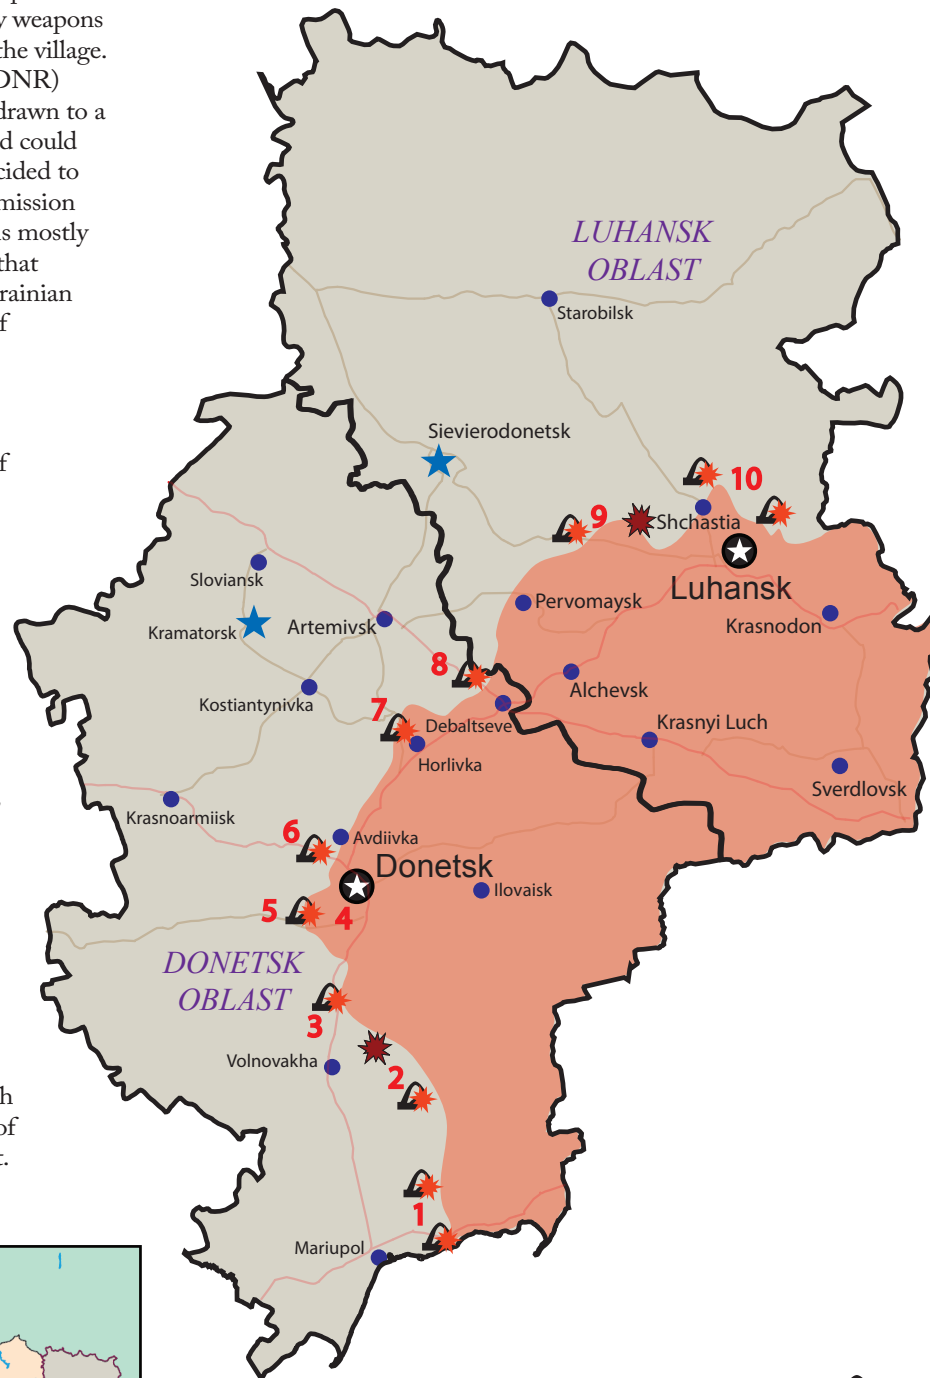 weapons
the village.
DNR)
drawn to a
d could
cided to
mission
s mostly
that
rainian
f
f
h
of
t.
LUHANSK
OBLAST
Starobilsk
Sievierodonetsk
10
9
Shchastia
Luhansk
Sloviansk
Pervomaysk
Kramatorsk
Artemivsk
Krasnodon
8
Alchevsk
Kostiantynivka
7
Debaltseve
Krasnyi Luch
Horlivka
Sverdlovsk
Krasnoarmiisk
6
Avdiivka
Donetsk
Ilovaisk
5
4
DONETSK
OBLAST
3
Volnovakha
2
1
Mariupol